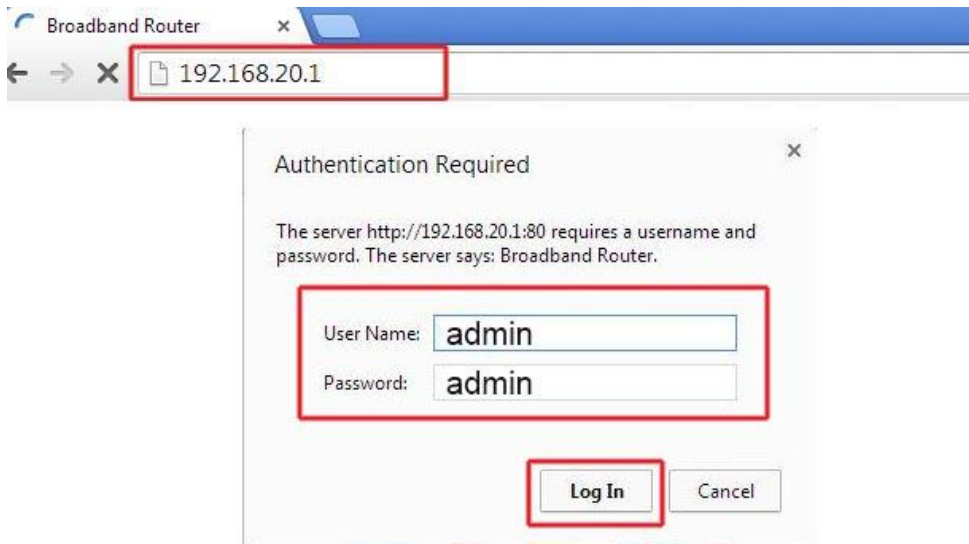 Broadband Router
192.168.20.1
Authentication Required
The server http://192.168.20.1:80 requires a username and
password. The server says: Broadband Router.
User Name: admin
Password: admin
Log In Cancel